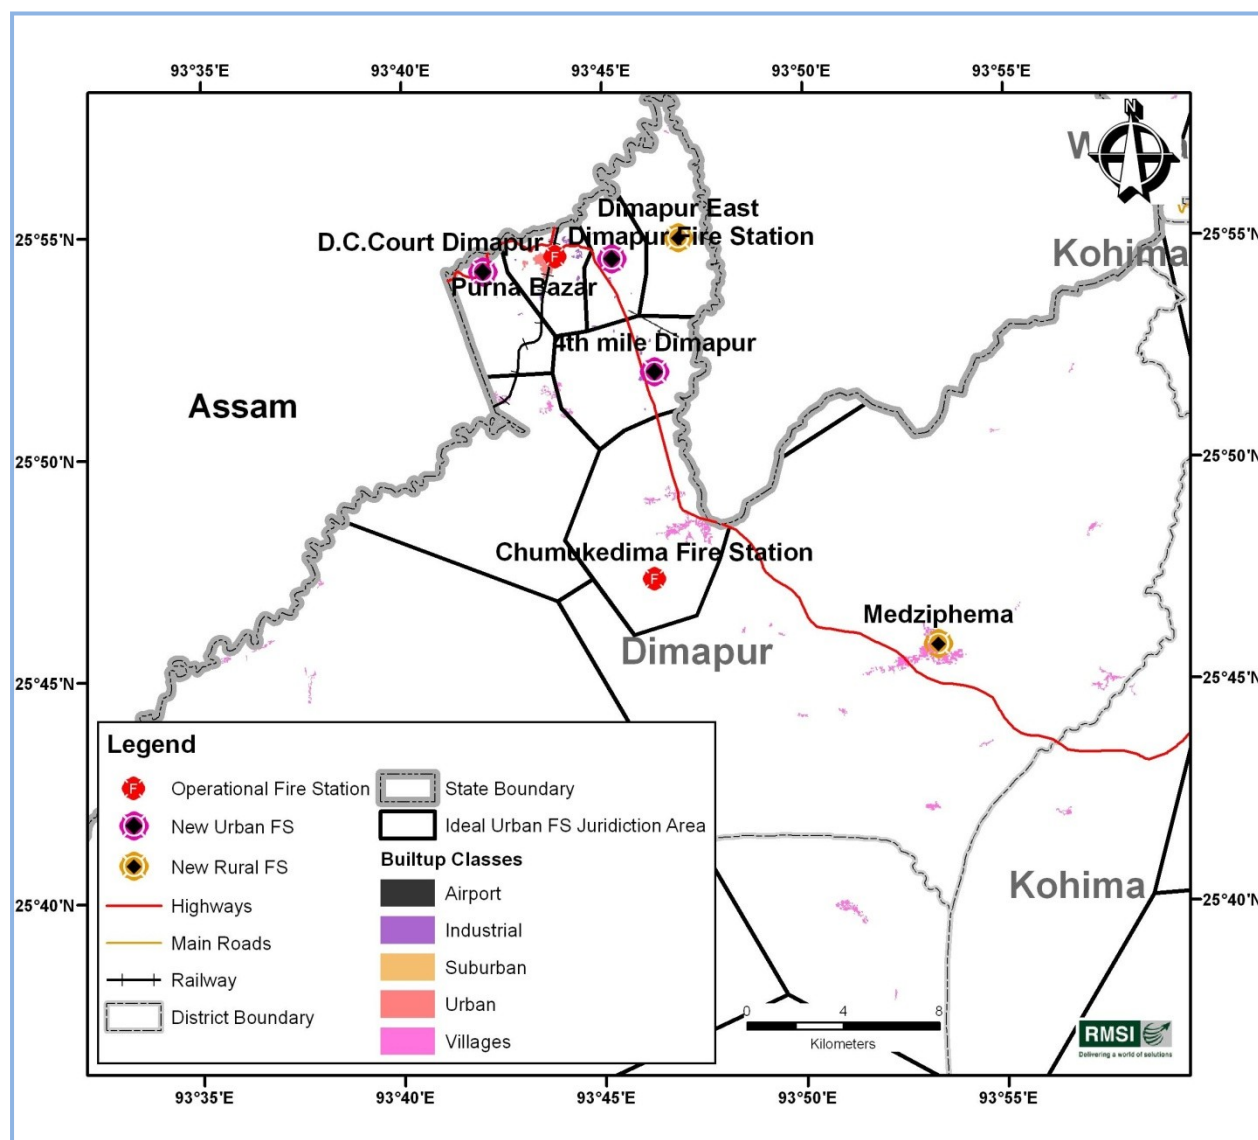 93°35'E 93°40'E 93°45'E 93°50'E 93°55'E
N
W
Dimapur East
25°55'N D.C.Court Dimapur F Dimapur Fire Station 25°55'N
Kohima
Purna Bazar
4th mile Dimapur
Assam
25°50'N 25°50'N
Chumukedima Fire Station
F
Medziphema
Dimapur
25°45'N 25°45'N
Legend
F Operational Fire Station
New Urban FS
New Rural FS
Highways
Main Roads
Railway
District Boundary
State Boundary
Ideal Urban FS Juridiction Area
Builtup Classes
Airport
Industrial
Suburban
Urban
Villages
Kohima
25°40'N 25°40'N
0 4 8
Kilometers
RMSI
Delivering a world of solutions
93°35'E 93°40'E 93°45'E 93°50'E 93°55'E